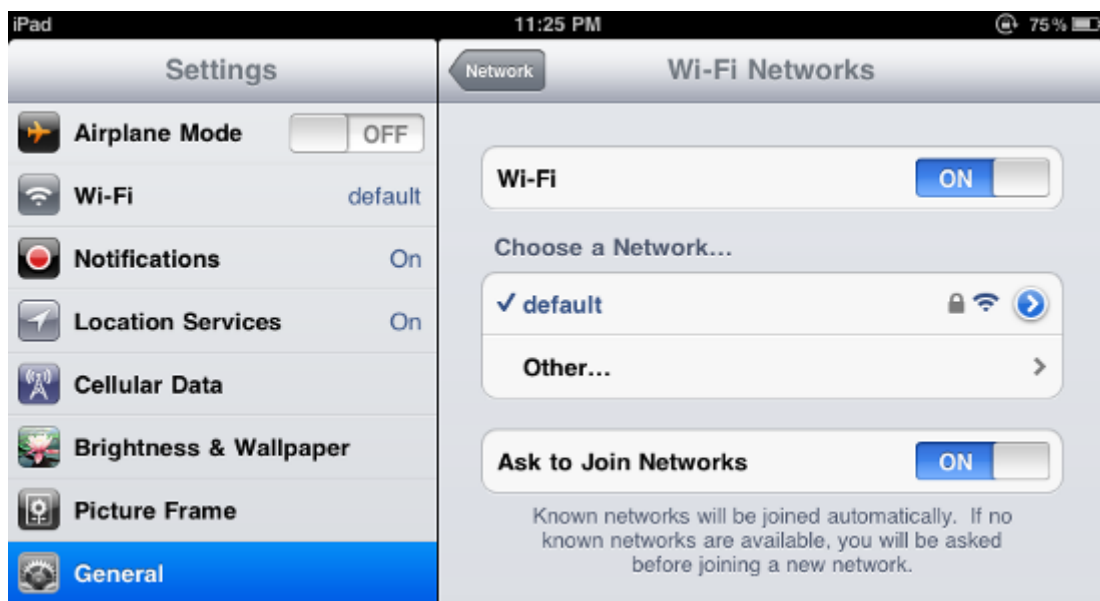 iPad 11:25 PM 75%
Settings
Airplane Mode OFF
Wi-Fi default
Notifications On
Location Services On
Cellular Data
Brightness & Wallpaper
Picture Frame
General
Network Wi-Fi Networks
Wi-Fi ON
Choose a Network...
✓ default
Other...
Ask to Join Networks ON
Known networks will be joined automatically. If no
known networks are available, you will be asked
before joining a new network.